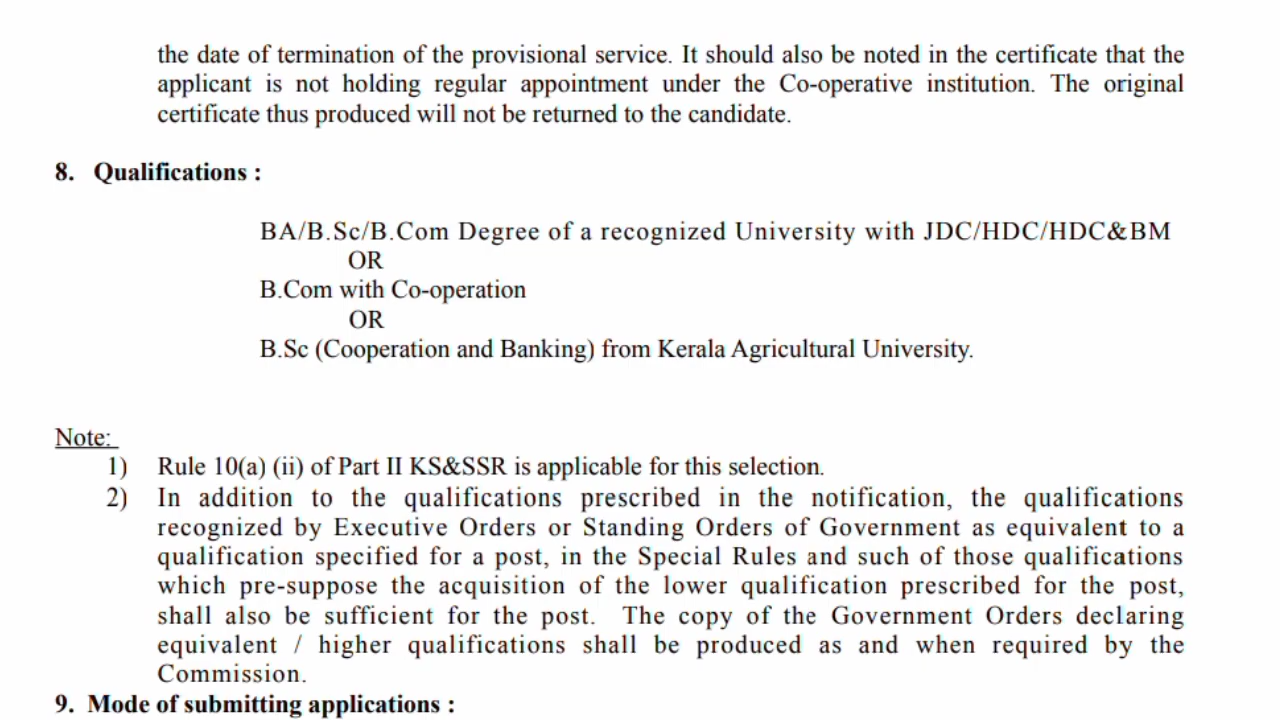 the date of termination of the provisional service. It should also be noted in the certificate that the
applicant is not holding regular appointment under the Co-operative institution. The original
certificate thus produced will not be returned to the candidate.
8. Qualifications :
BA/B.Sc/B.Com Degree of a recognized University with JDC/HDC/HDC&BM
OR
B.Com with Co-operation
OR
B.Sc (Cooperation and Banking) from Kerala Agricultural University.
Note:
1) Rule 10(a) (ii) of Part II KS&SSR is applicable for this selection.
2) In addition to the qualifications prescribed in the notification, the qualifications
recognized by Executive Orders or Standing Orders of Government as equivalent to a
qualification specified for a post, in the Special Rules and such of those qualifications
which pre-suppose the acquisition of the lower qualification prescribed for the post,
shall also be sufficient for the post. The copy of the Government Orders declaring
equivalent / higher qualifications shall be produced as and when required by the
Commission.
9. Mode of submitting applications :